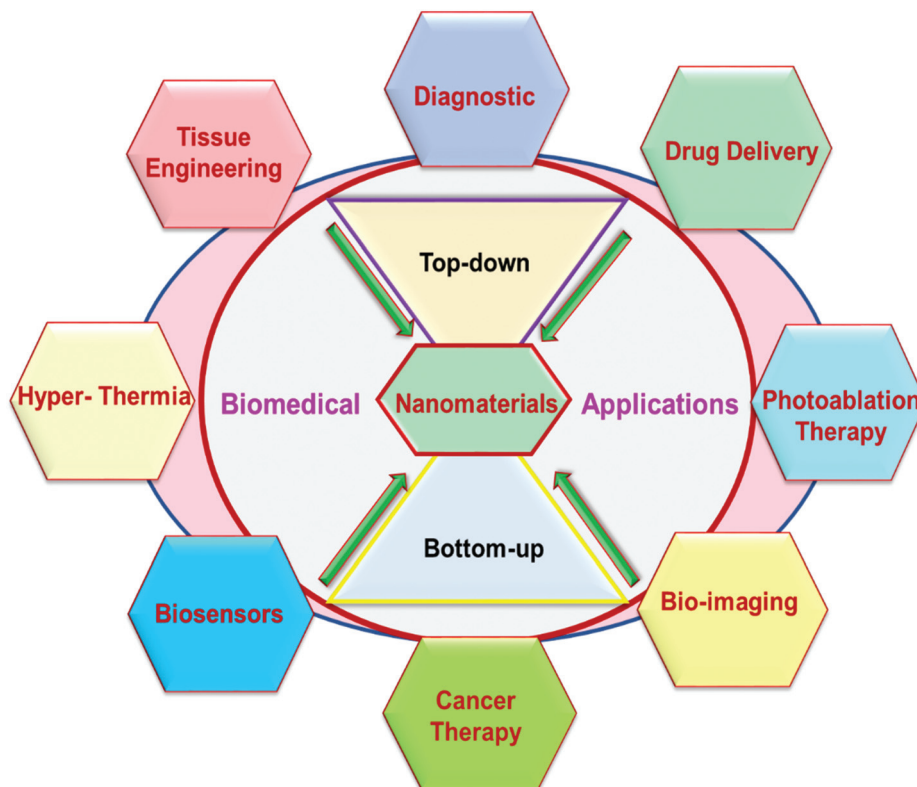 Diagnostic
Tissue
Engineering
Drug Delivery
Top-down
Hyper- Thermia
Biomedical
Nanomaterials
Applications
Photoablation
Therapy
Bottom-up
Biosensors
Bio-imaging
Cancer
Therapy